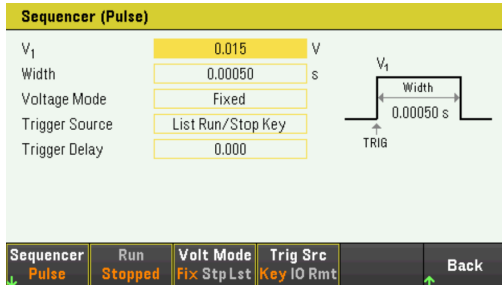 Sequencer (Pulse)
V₁ 0.015 V
Width 0.00050 s
Voltage Mode Fixed
Trigger Source List Run/Stop Key
Trigger Delay 0.000
V₁
Width
0.00050 s
TRIG
Sequencer Run Volt Mode Trig Src
Pulse Stopped Fix Stp Lst Key IO Rmt Back